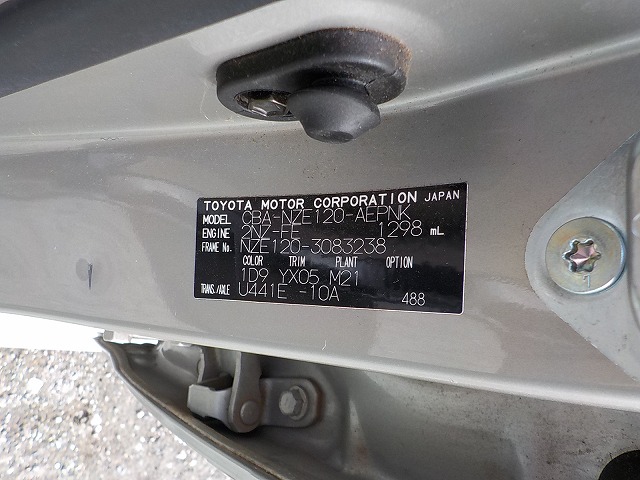 TOYOTA MOTOR CORPORATION JAPAN
MODEL CBA-NZE120-AEPNK
ENGINE 2NZ-FE 1298 mL
FRAME No. NZE120-3083238
COLOR TRIM PLANT OPTION
1D9 YX05 M21
TRANS./AXLE U441E -10A 488
1